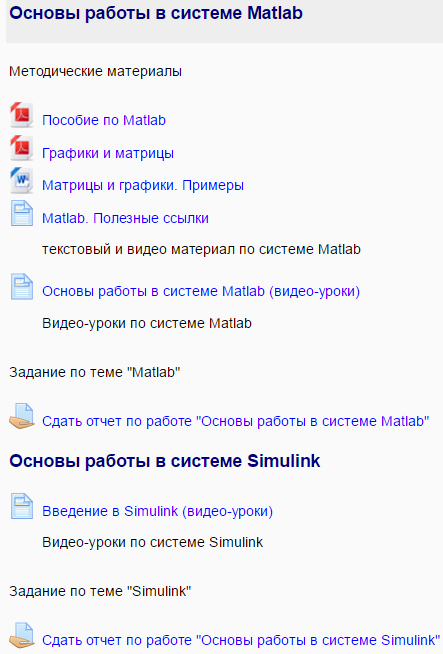 Основы работы в системе Matlab
Методические материалы
Пособие по Matlab
Графики и матрицы
Матрицы и графики. Примеры
Matlab. Полезные ссылки
текстовый и видео материал по системе Matlab
Основы работы в системе Matlab (видео-уроки)
Видео-уроки по системе Matlab
Задание по теме "Matlab"
Сдать отчет по работе "Основы работы в системе Matlab"
Основы работы в системе Simulink
Введение в Simulink (видео-уроки)
Видео-уроки по системе Simulink
Задание по теме "Simulink"
Сдать отчет по работе "Основы работы в системе Simulink"